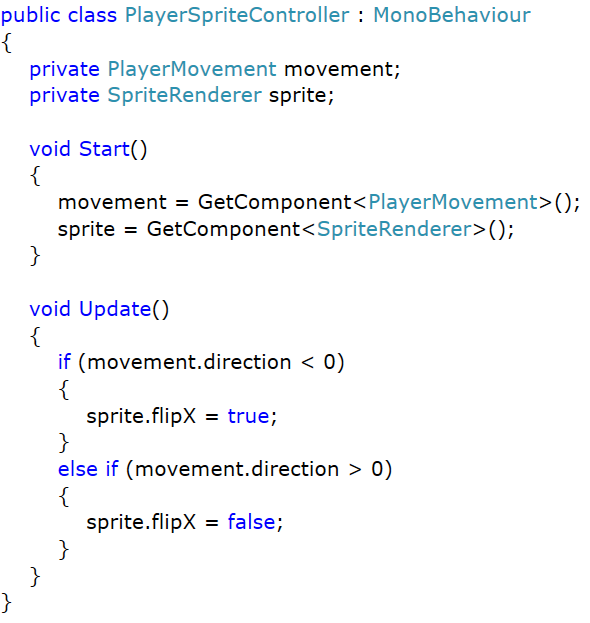 public class PlayerSpriteController : MonoBehaviour
{
    private PlayerMovement movement;
    private SpriteRenderer sprite;

    void Start()
    {
        movement = GetComponent<PlayerMovement>();
        sprite = GetComponent<SpriteRenderer>();
    }

    void Update()
    {
        if (movement.direction < 0)
        {
            sprite.flipX = true;
        }
        else if (movement.direction > 0)
        {
            sprite.flipX = false;
        }
    }
}